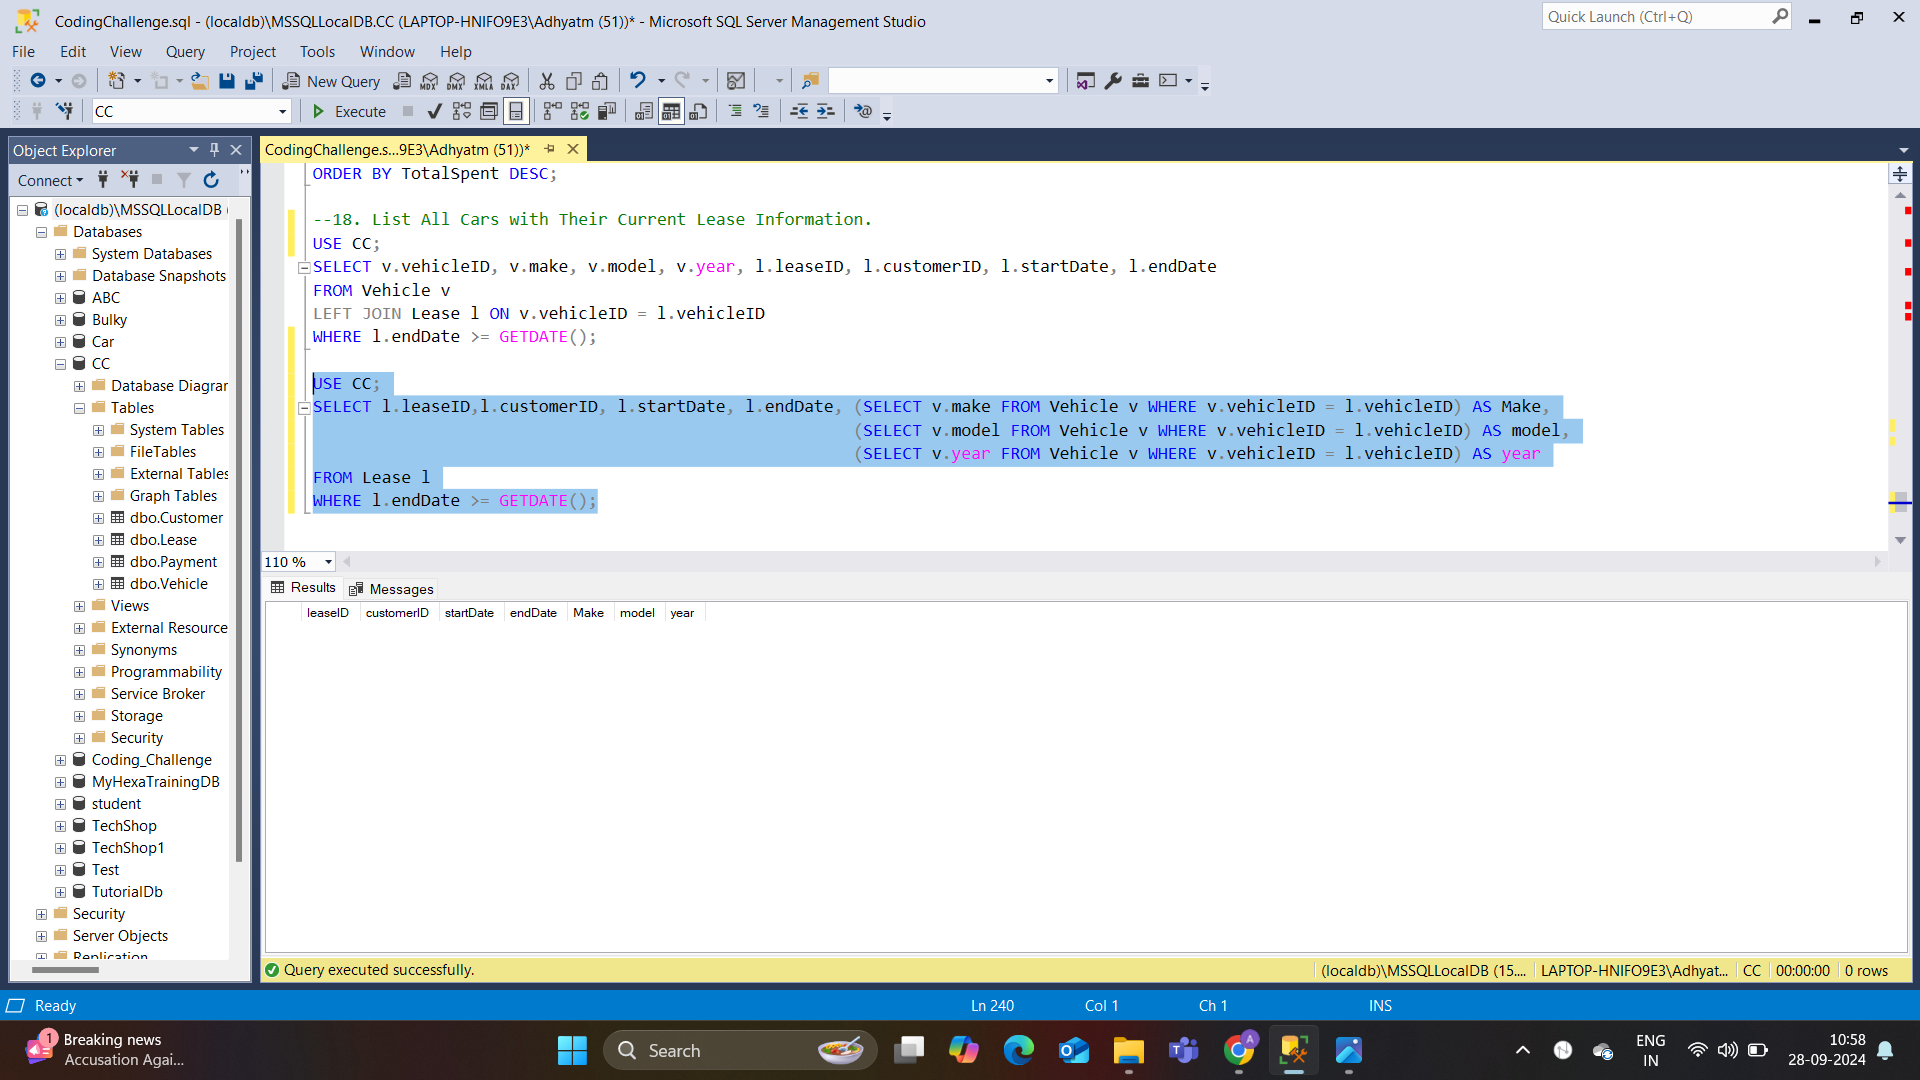 CodingChallenge.sql - (localdb)\MSSQLLocalDB.CC (LAPTOP-HNIFO9E3\Adhyatm (51))* - Microsoft SQL Server Management Studio
Quick Launch (Ctrl+Q)
File Edit View Query Project Tools Window Help
New Query MDX DMX XMLA DAX
CC Execute
Object Explorer
CodingChallenge.s...9E3\Adhyatm (51))*
Connect
(localdb)\MSSQLLocalDB (
Databases
System Databases
Database Snapshots
ABC
Bulky
Car
CC
Database Diagrar
Tables
System Tables
FileTables
External Tables
Graph Tables
dbo.Customer
dbo.Lease
dbo.Payment
dbo.Vehicle
Views
External Resource
Synonyms
Programmability
Service Broker
Storage
Security
Coding_Challenge
MyHexaTrainingDB
student
TechShop
TechShop1
Test
TutorialDb
Security
Server Objects
Replication
ORDER BY TotalSpent DESC;
--18. List All Cars with Their Current Lease Information.
USE CC;
SELECT v.vehicleID, v.make, v.model, v.year, l.leaseID, l.customerID, l.startDate, l.endDate
FROM Vehicle v
LEFT JOIN Lease l ON v.vehicleID = l.vehicleID
WHERE l.endDate >= GETDATE();
USE CC;
SELECT l.leaseID,l.customerID, l.startDate, l.endDate, (SELECT v.make FROM Vehicle v WHERE v.vehicleID = l.vehicleID) AS Make,
(SELECT v.model FROM Vehicle v WHERE v.vehicleID = l.vehicleID) AS model,
(SELECT v.year FROM Vehicle v WHERE v.vehicleID = l.vehicleID) AS year
FROM Lease l
WHERE l.endDate >= GETDATE();
110 %
Results Messages
leaseID customerID startDate endDate Make model year
Query executed successfully.
(localdb)\MSSQLLocalDB (15.... LAPTOP-HNIFO9E3\Adhyat... CC 00:00:00 0 rows
Ready Ln 240 Col 1 Ch 1 INS
1
Breaking news
Accusation Agai...
Search
A
ENG
IN
10:58
28-09-2024